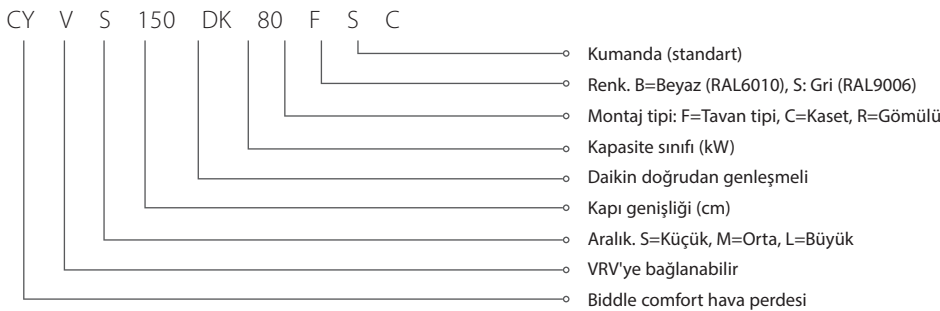 CY V S 150 DK 80 F S C
Kumanda (standart)
Renk. B=Beyaz (RAL6010), S: Gri (RAL9006)
Montaj tipi: F=Tavan tipi, C=Kaset, R=Gömülü
Kapasite sınıfı (kW)
Daikin doğrudan genleşmeli
Kapı genişliği (cm)
Aralık. S=Küçük, M=Orta, L=Büyük
VRV'ye bağlanabilir
Biddle comfort hava perdesi